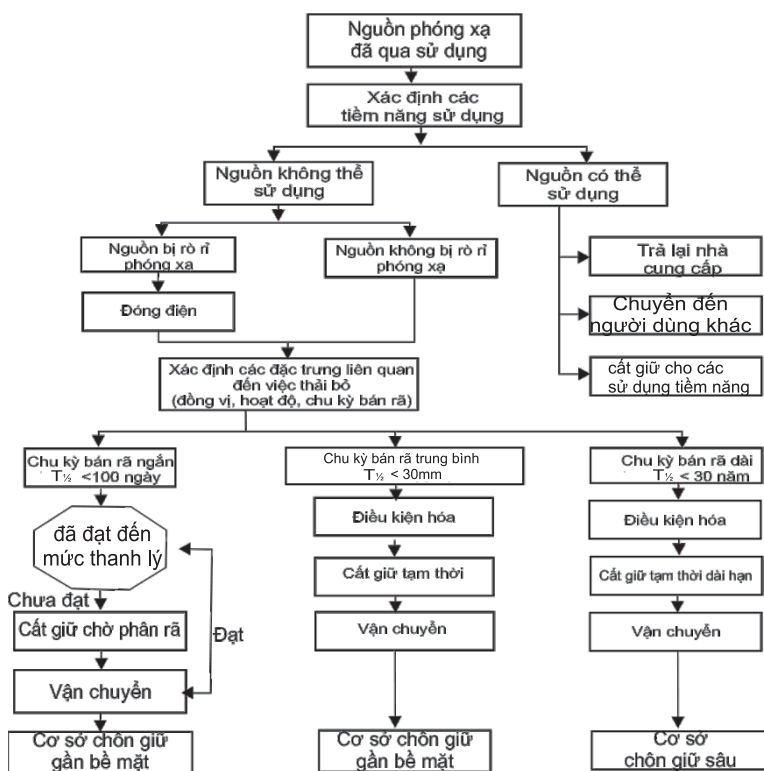 Nguồn phóng xạ
đã qua sử dụng
Xác định các
tiềm năng sử dụng
Nguồn không thể
sử dụng
Nguồn có thể
sử dụng
Nguồn bị rò rỉ
phóng xa
Nguồn không bị rò rỉ
phóng xạ
Trả lại nhà
cung cấp
Đóng điện
Chuyển đến
người dùng khác
Xác định các đặc trưng liên quan
đến việc thải bỏ
(đồng vị, hoạt độ, chu kỳ bán rã)
cất giữ cho các
sử dụng tiềm năng
Chu kỳ bán rã ngắn
T½ <100 ngày
Chu kỳ bán rã trung bình
T½ < 30mm
Chu kỳ bán rã dài
T½ < 30 năm
đã đạt đến
mức thanh lý
Điều kiện hóa
Điều kiện hóa
Cất giữ tạm thời
Cất giữ tạm thời dài hạn
Chưa đạt
Cất giữ chờ phân rã
Đạt
Vận chuyển
Vận chuyển
Vận chuyển
Cơ sở chôn giữ
gần bề mặt
Cơ sở chôn giữ
gần bề mặt
Cơ sở
chôn giữ sâu